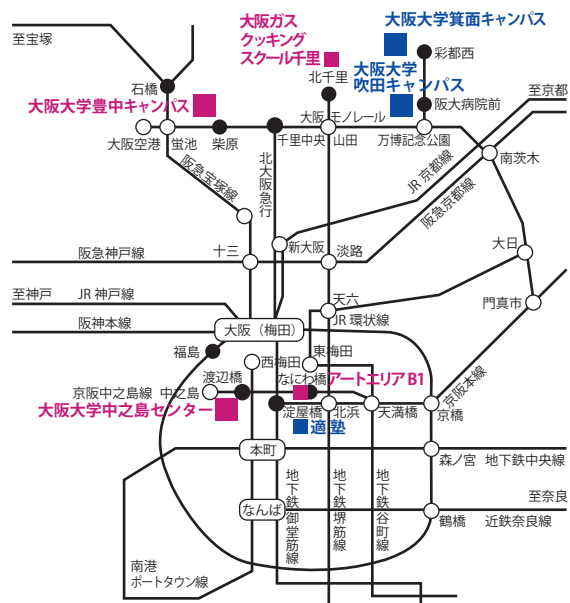 至宝塚
大阪ガス
クッキング
スクール千里
大阪大学箕面キャンパス
彩都西
石橋
北千里
大阪大学
吹田キャンパス
至京都
大阪大学豊中キャンパス
阪大病院前
大阪モノレール
大阪空港
蛍池
柴原
千里中央
山田
万博記念公園
南茨木
阪急宝塚線
北大阪急行
JR京都線
阪急京都線
阪急神戸線
十三
新大阪
淡路
大日
至神戸
JR神戸線
天六
門真市
阪神本線
大阪（梅田）
JR環状線
福島
西梅田
東梅田
渡辺橋
なにわ橋
アートエリアB1
京阪中之島線
中之島
京阪本線
大阪大学中之島センター
淀屋橋
北浜
天満橋
京橋
適塾
本町
森ノ宮
地下鉄中央線
なんば
地下鉄御堂筋線
地下鉄堺筋線
地下鉄谷町線
至奈良
鶴橋
近鉄奈良線
南港
ポートタウン線